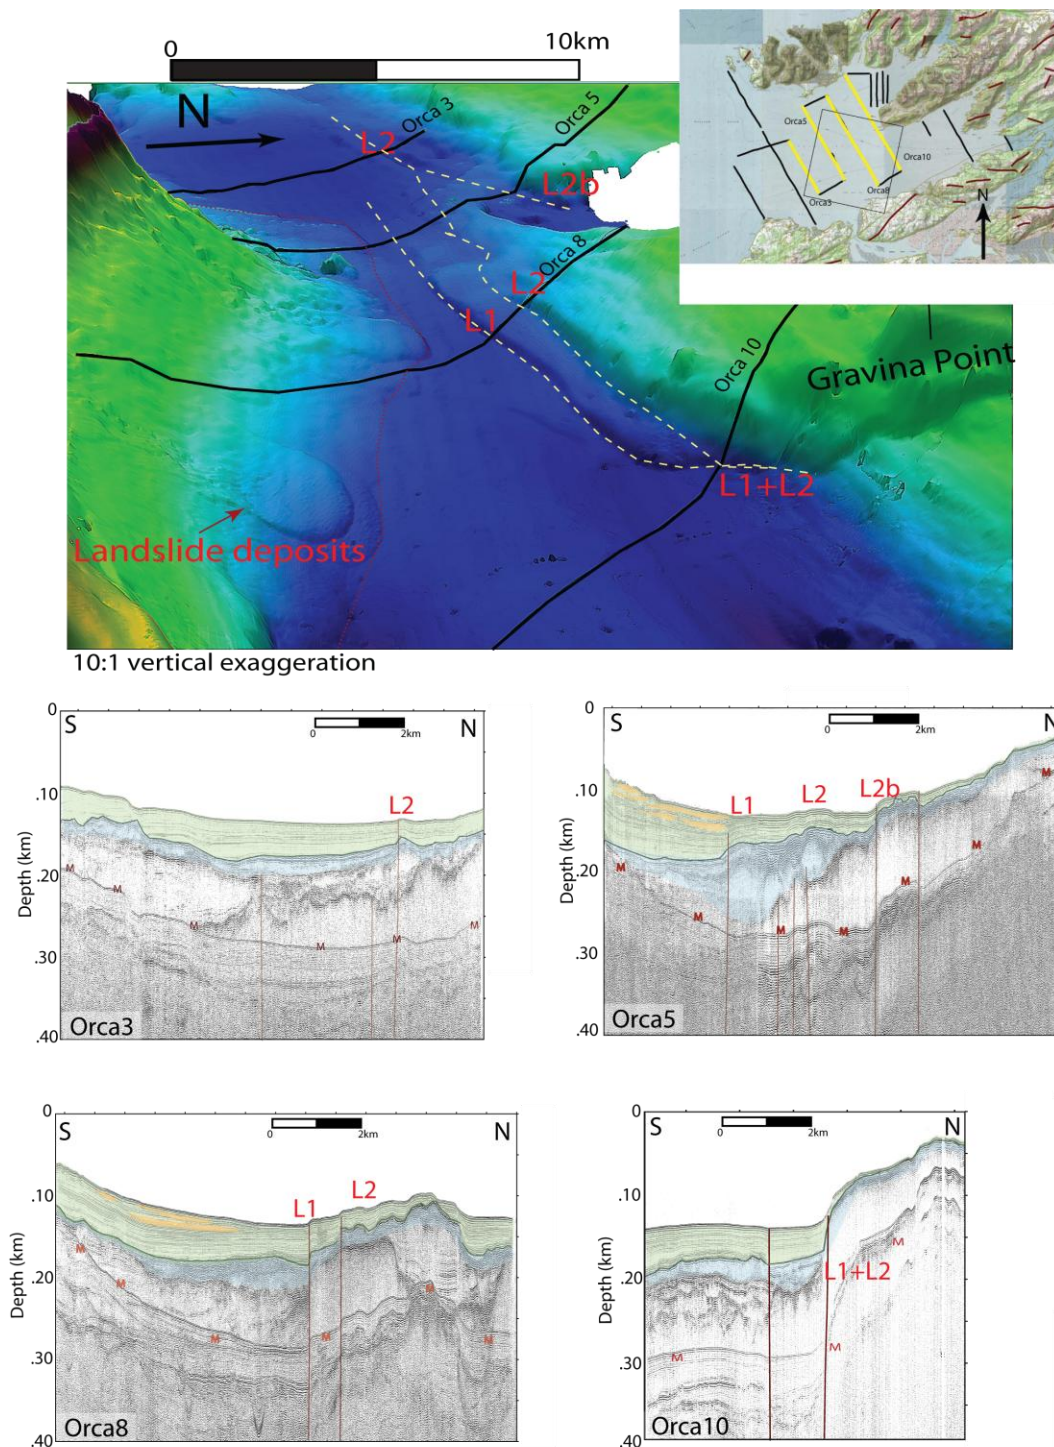 0 10km
N
Orca 3
Orca 5
L2
L2b
Orca 8
L2
L1
Orca 10
Gravina Point
L1+L2
Landslide deposits
10:1 vertical exaggeration
Orca5
Orca10
Orca8
Orca3
N
0
S N
0 2km
L2
.10
.20
.30
.40
Depth (km)
M
M
M
M
M
M
Orca3
0
S N
0 2km
L1 L2 L2b
.10
.20
.30
.40
Depth (km)
M
M
M
M
M
M
M
Orca5
0
S N
0 2km
L1 L2
.10
.20
.30
.40
Depth (km)
M
M
M
M
M
M
Orca8
0
S N
0 2km
.10
.20
.30
.40
Depth (km)
L1+L2
M
M
M
Orca10